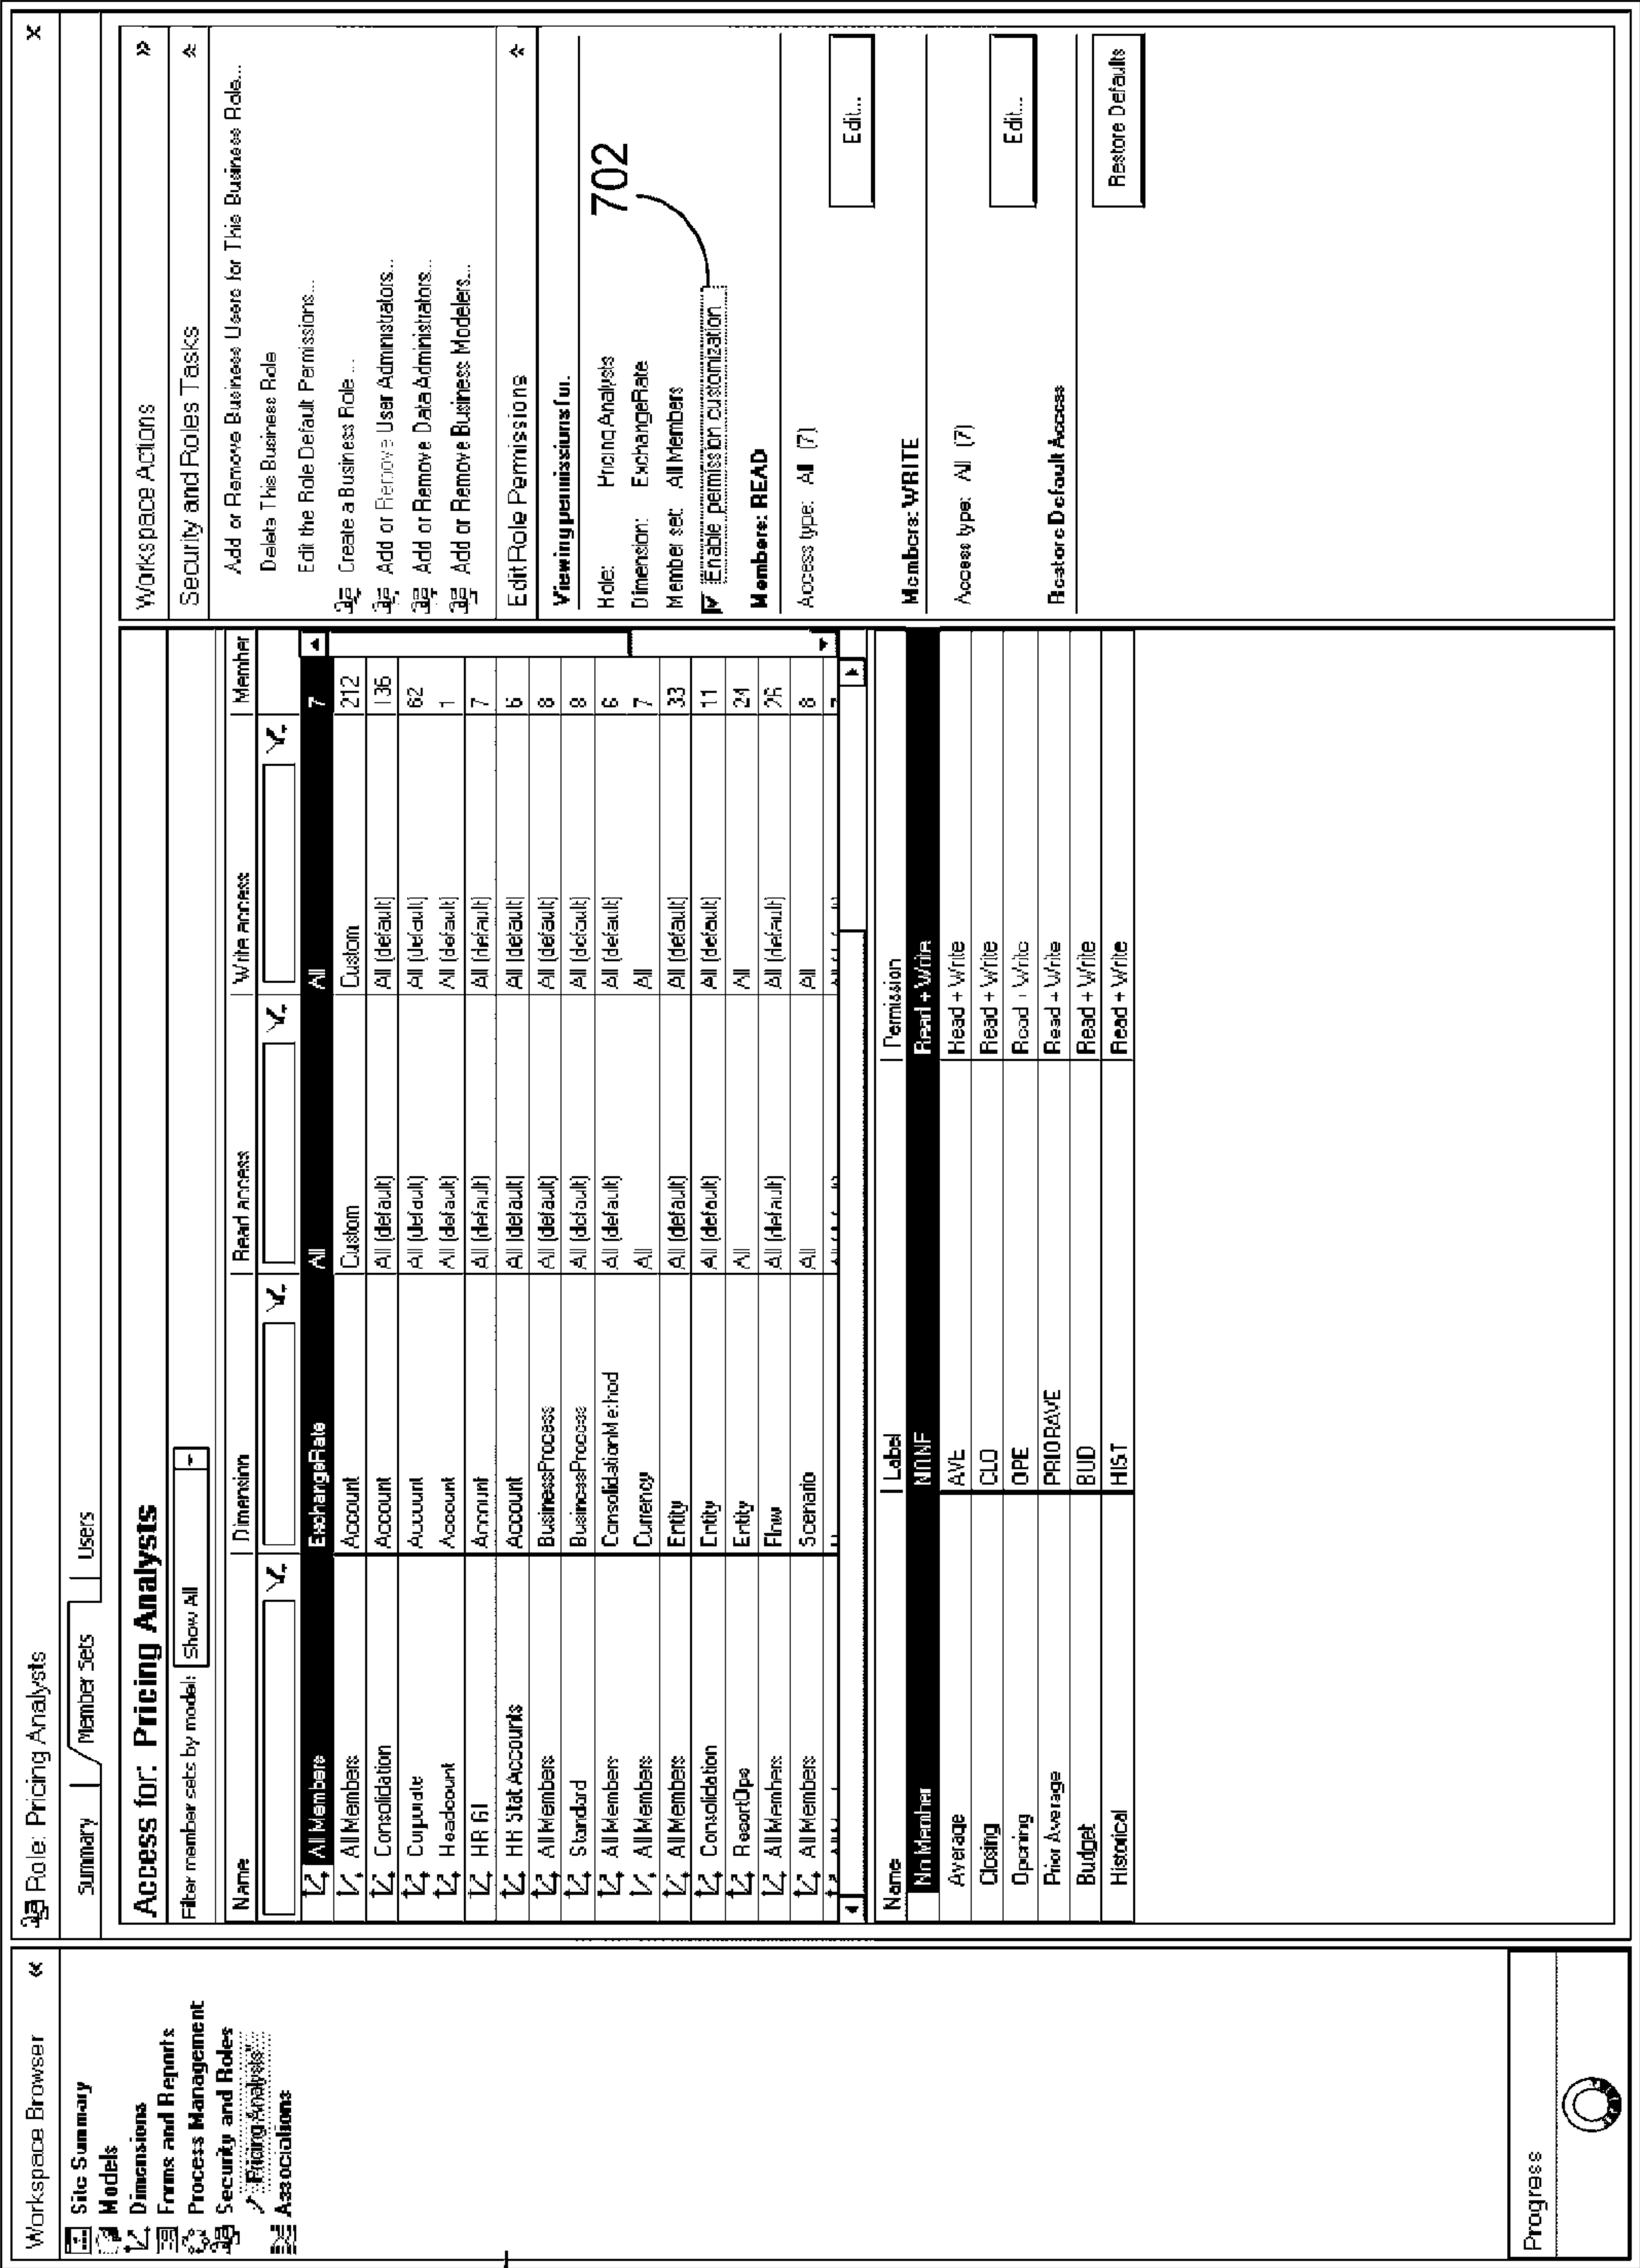 Workspace Browser «
Site Summary
Models
Dimensions
Forms and Reports
Process Management
Security and Roles
Pricing Analysts
Associations
Progress
Role: Pricing Analysts x
Summary Member Sets Users
Access for: Pricing Analysts
Filter member sets by model: Show All
Name Dimension Read access Write access Member
All Members ExchangeRate All All 7
All Members Account Custom Custom 212
Consolidation Account All (default) All (default) 136
Corporate Account All (default) All (default) 62
Headcount Account All (default) All (default) 1
HR GI Account All (default) All (default) 7
HR Stat Accounts Account All (default) All (default) 6
All Members BusinessProcess All (default) All (default) 8
Standard BusinessProcess All (default) All (default) 8
All Members ConsolidationMethod All (default) All (default) 6
All Members Currency All All 7
All Members Entity All (default) All (default) 33
Consolidation Entity All (default) All (default) 11
ReportOps Entity All All 24
All Members Flow All (default) All (default) 26
All Members Scenario All All 8
Name Label Permission
No Member NONE Read + Write
Average AVE Read + Write
Closing CLO Read + Write
Opening OPE Read + Write
Prior Average PRIORAVE Read + Write
Budget BUD Read + Write
Historical HIST Read + Write
Workspace Actions »
Security and Roles Tasks
Add or Remove Business Users for This Business Role...
Delete This Business Role
Edit the Role Default Permissions...
Create a Business Role ...
Add or Remove User Administrators...
Add or Remove Data Administrators...
Add or Remove Business Modelers...
Edit Role Permissions
Viewing permissions for:
Role: Pricing Analysts
Dimension: ExchangeRate
Member set: All Members
702
Enable permission customization
Members: READ
Access type: All (7)
Edit...
Members: WRITE
Access type: All (7)
Edit...
Restore Default Access
Restore Defaults